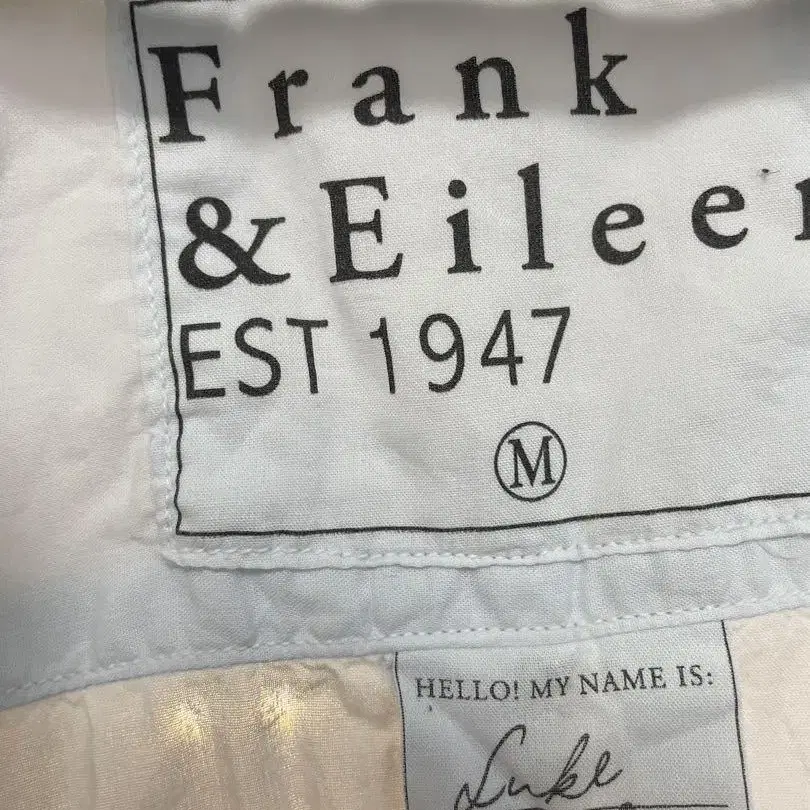 Frank
&Eileen
EST 1947
M
HELLO! MY NAME IS:
Luke